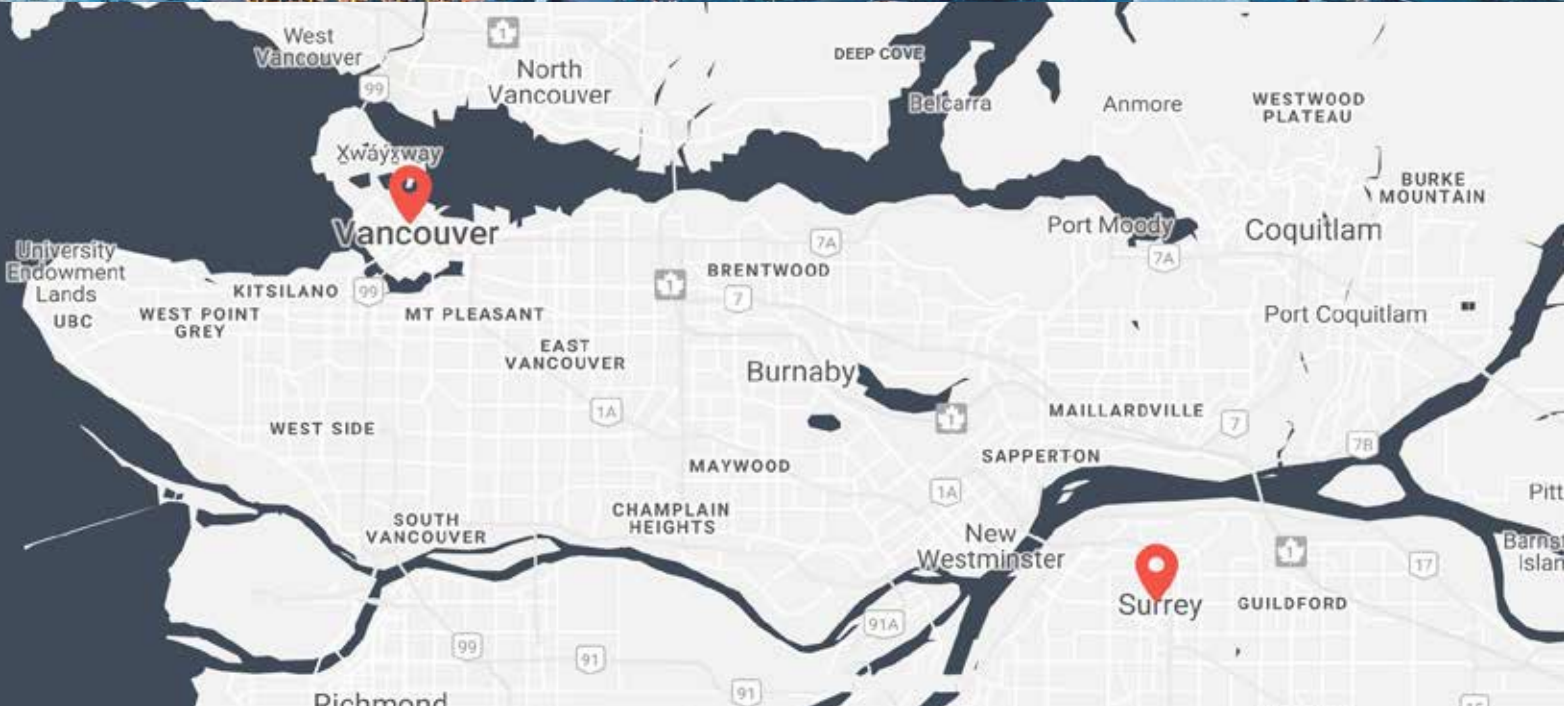 West
Vancouver
1
North
Vancouver
DEEP COVE
99
Belcarra
Anmore
WESTWOOD
PLATEAU
X̱wáýx̱way
BURKE
MOUNTAIN
Vancouver
Port Moody
Coquitlam
7A
7A
University
Endowment
Lands
UBC
KITSILANO
99
1
BRENTWOOD
7
WEST POINT
GREY
MT PLEASANT
Port Coquitlam
EAST
VANCOUVER
Burnaby
1A
1
MAILLARDVILLE
7
WEST SIDE
7B
MAYWOOD
SAPPERTON
1A
Pitt
CHAMPLAIN
HEIGHTS
SOUTH
VANCOUVER
New
Westminster
1
17
Surrey
GUILDFORD
91A
99
91
91
Richmond